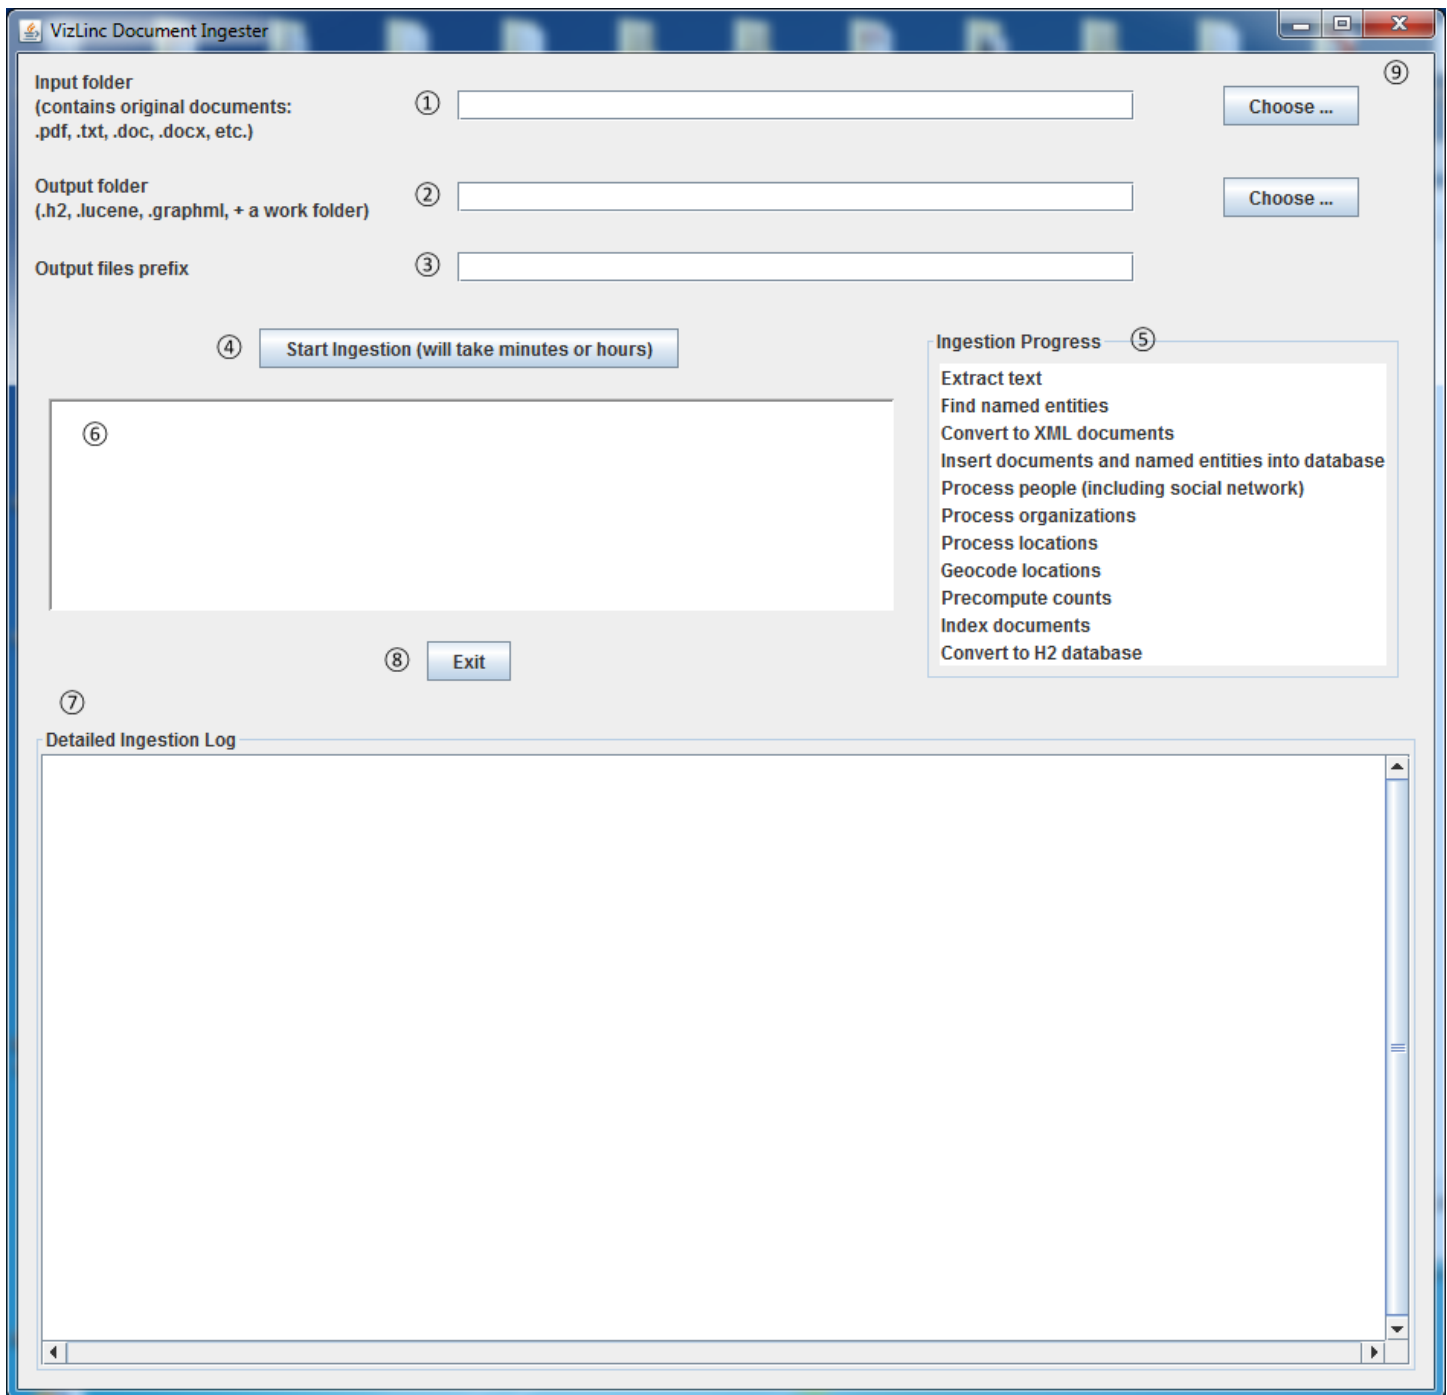 VizLinc Document Ingester
⑨
Input folder
(contains original documents:
.pdf, .txt, .doc, .docx, etc.)
①
Choose ...
Output folder
(.h2, .lucene, .graphml, + a work folder)
②
Choose ...
Output files prefix
③
④
Start Ingestion (will take minutes or hours)
Ingestion Progress
⑤
Extract text
Find named entities
Convert to XML documents
Insert documents and named entities into database
Process people (including social network)
Process organizations
Process locations
Geocode locations
Precompute counts
Index documents
Convert to H2 database
⑥
⑧
Exit
⑦
Detailed Ingestion Log